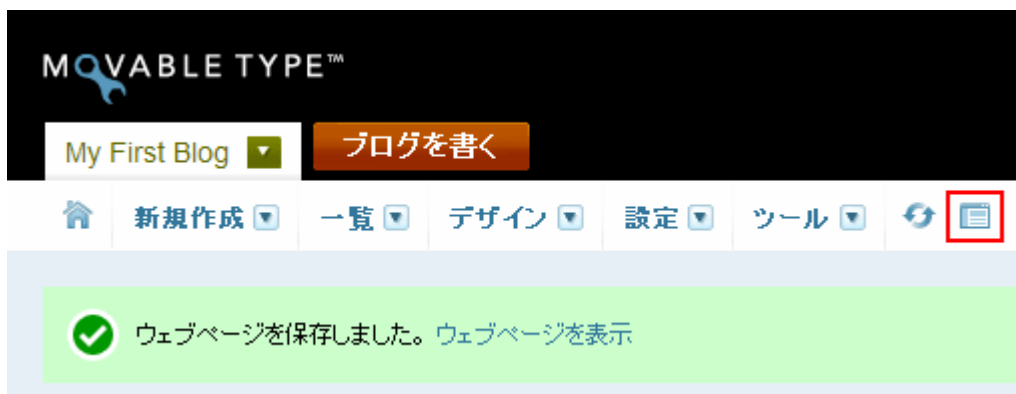 MOVABLE TYPE™
My First Blog ブログを書く
新規作成 一覧 デザイン 設定 ツール
ウェブページを保存しました。ウェブページを表示